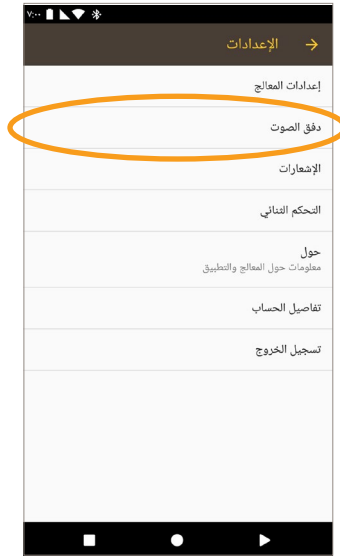 ٧:٠٠
الإعدادات
إعدادات المعالج
دفق الصوت
الإشعارات
التحكم الثنائي
حول
معلومات حول المعالج والتطبيق
تفاصيل الحساب
تسجيل الخروج